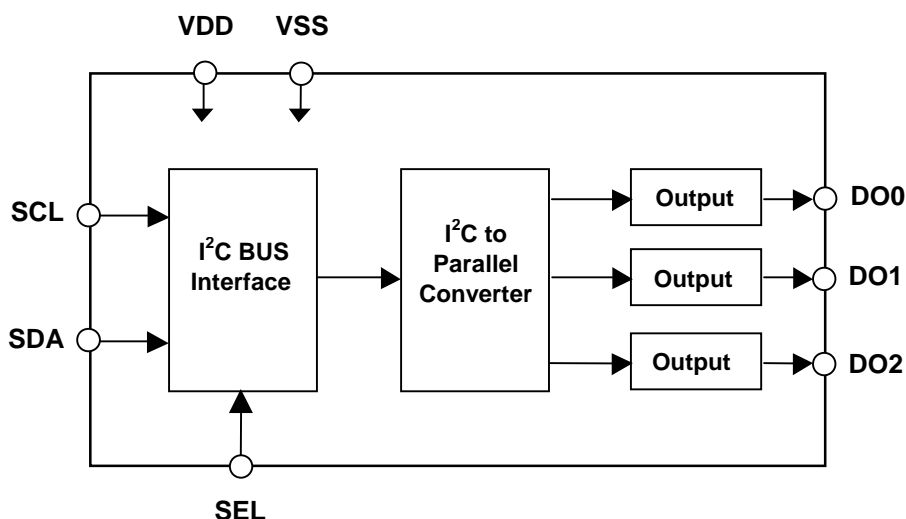 VDD VSS
SCL
SDA
I²C BUS
Interface
I²C to
Parallel
Converter
Output
Output
Output
DO0
DO1
DO2
SEL